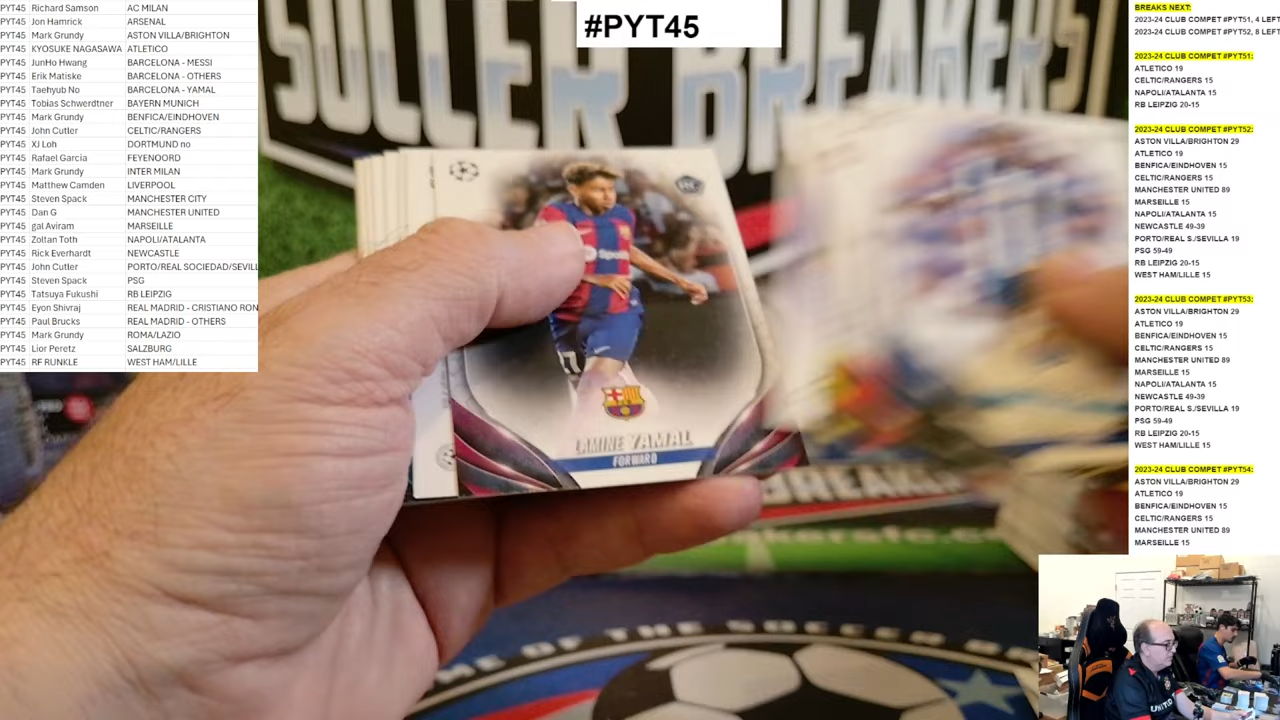 PYT45 Richard Samson AC MILAN
PYT45 Jon Hamrick ARSENAL
PYT45 Mark Grundy ASTON VILLA/BRIGHTON
PYT45 KYOSUKE NAGASAWA ATLETICO
PYT45 JunHo Hwang BARCELONA - MESSI
PYT45 Erik Matiske BARCELONA - OTHERS
PYT45 Taehyub No BARCELONA - YAMAL
PYT45 Tobias Schwerdtner BAYERN MUNICH
PYT45 Mark Grundy BENFICA/EINDHOVEN
PYT45 John Cutler CELTIC/RANGERS
PYT45 XJ Loh DORTMUND no
PYT45 Rafael Garcia FEYENOORD
PYT45 Mark Grundy INTER MILAN
PYT45 Matthew Camden LIVERPOOL
PYT45 Steven Spack MANCHESTER CITY
PYT45 Dan G MANCHESTER UNITED
PYT45 gal Aviram MARSEILLE
PYT45 Zoltan Toth NAPOLI/ATALANTA
PYT45 Rick Everhardt NEWCASTLE
PYT45 John Cutler PORTO/REAL SOCIEDAD/SEVILL
PYT45 Steven Spack PSG
PYT45 Tatsuya Fukushi RB LEIPZIG
PYT45 Eyon Shivraj REAL MADRID - CRISTIANO RON
PYT45 Paul Brucks REAL MADRID - OTHERS
PYT45 Mark Grundy ROMA/LAZIO
PYT45 Lior Peretz SALZBURG
PYT45 RF RUNKLE WEST HAM/LILLE
#PYT45
SOCCER BREAKERS
LAMINE YAMAL
FORWARD
HOME OF THE SOCCER BREAK
BREAKS NEXT:
2023-24 CLUB COMPET #PYT51, 4 LEFT
2023-24 CLUB COMPET #PYT52, 8 LEFT
2023-24 CLUB COMPET #PYT51:
ATLETICO 19
CELTIC/RANGERS 15
NAPOLI/ATALANTA 15
RB LEIPZIG 20-15
2023-24 CLUB COMPET #PYT52:
ASTON VILLA/BRIGHTON 29
ATLETICO 19
BENFICA/EINDHOVEN 15
CELTIC/RANGERS 15
MANCHESTER UNITED 89
MARSEILLE 15
NAPOLI/ATALANTA 15
NEWCASTLE 49-39
PORTO/REAL S./SEVILLA 19
PSG 59-49
RB LEIPZIG 20-15
WEST HAM/LILLE 15
2023-24 CLUB COMPET #PYT53:
ASTON VILLA/BRIGHTON 29
ATLETICO 19
BENFICA/EINDHOVEN 15
CELTIC/RANGERS 15
MANCHESTER UNITED 89
MARSEILLE 15
NAPOLI/ATALANTA 15
NEWCASTLE 49-39
PORTO/REAL S./SEVILLA 19
PSG 59-49
RB LEIPZIG 20-15
WEST HAM/LILLE 15
2023-24 CLUB COMPET #PYT54:
ASTON VILLA/BRIGHTON 29
ATLETICO 19
BENFICA/EINDHOVEN 15
CELTIC/RANGERS 15
MANCHESTER UNITED 89
MARSEILLE 15